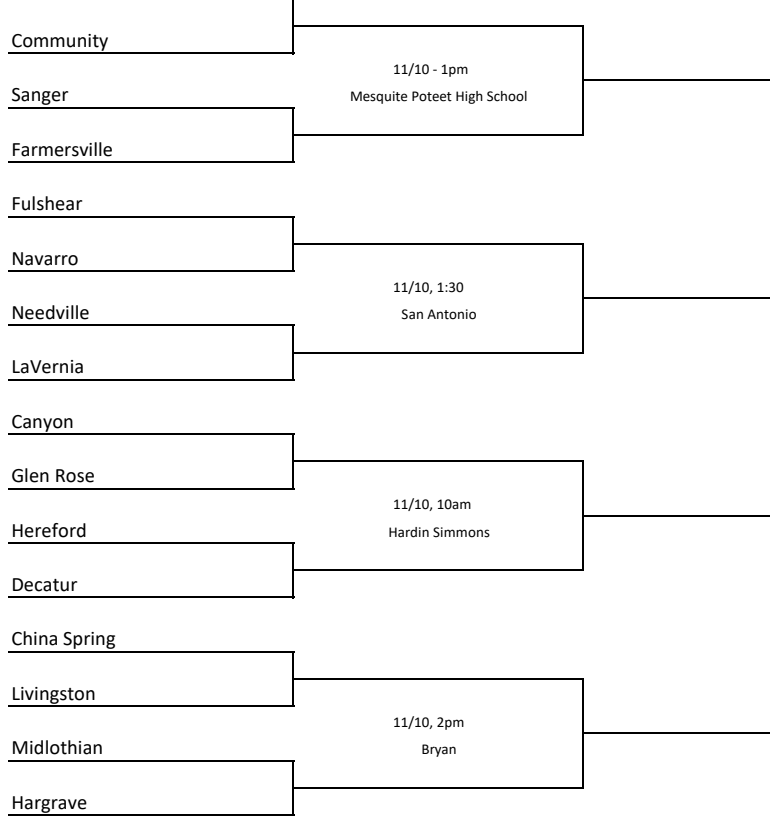 Community
11/10 - 1pm
Sanger
Mesquite Poteet High School
Farmersville
Fulshear
Navarro
11/10, 1:30
Needville
San Antonio
LaVernia
Canyon
Glen Rose
11/10, 10am
Hereford
Hardin Simmons
Decatur
China Spring
Livingston
11/10, 2pm
Midlothian
Bryan
Hargrave